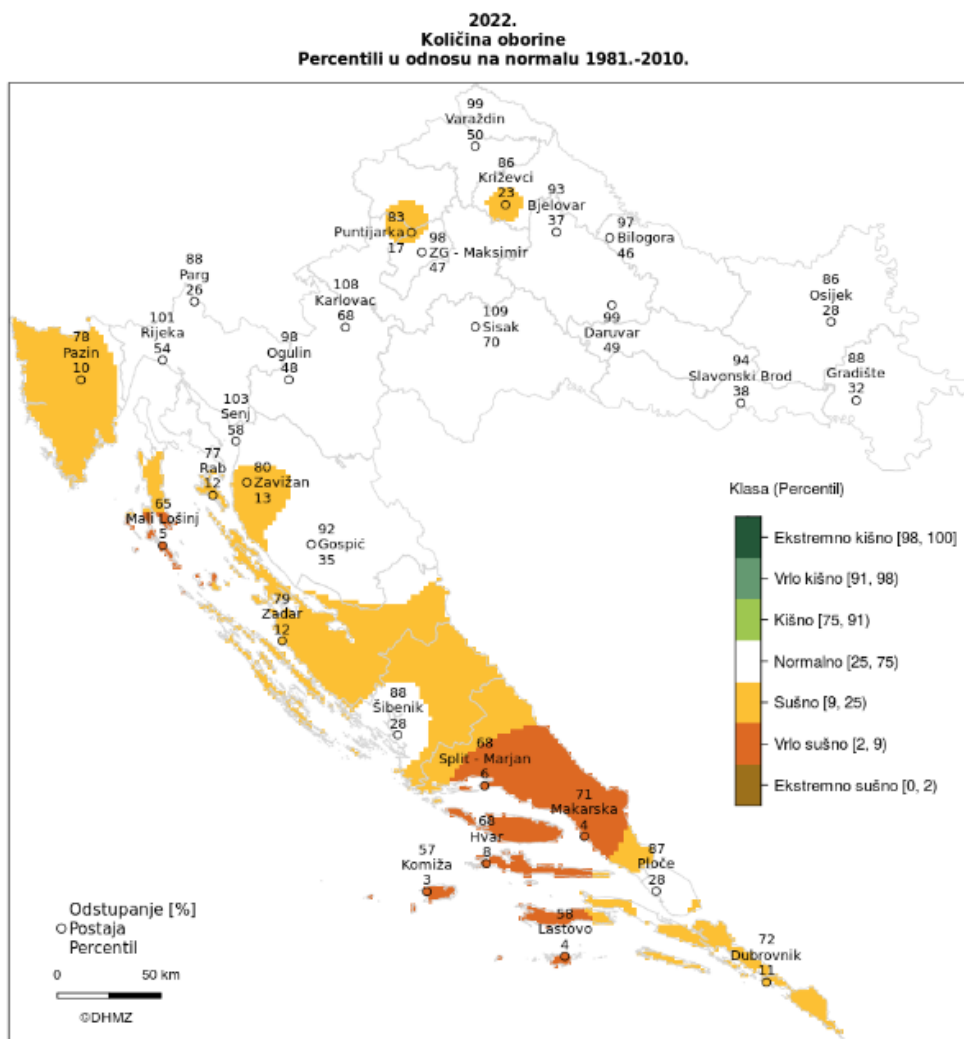 2022.
Količina oborine
Percentili u odnosu na normalu 1981.-2010.
99
Varaždin
50
86
Križevci
23
93
Bjelovar
37
83
Puntijarka
17
98
ZG - Maksimir
47
97
Bilogora
46
88
Parg
26
108
Karlovac
68
109
Sisak
70
99
Daruvar
49
86
Osijek
28
101
Rijeka
54
98
Ogulin
48
78
Pazin
10
94
Slavonski Brod
38
88
Gradište
32
103
Senj
58
77
Rab
12
80
Zavižan
13
65
Mali Lošinj
5
92
Gospić
35
79
Zadar
12
88
Šibenik
28
68
Split - Marjan
6
71
Makarska
4
68
Hvar
8
57
Komiža
3
87
Ploče
28
58
Lastovo
4
72
Dubrovnik
11
Klasa (Percentil)
Ekstremno kišno [98, 100]
Vrlo kišno [91, 98)
Kišno [75, 91)
Normalno [25, 75)
Sušno [9, 25)
Vrlo sušno [2, 9)
Ekstremno sušno [0, 2)
Odstupanje [%]
Postaja
Percentil
0 50 km
©DHMZ